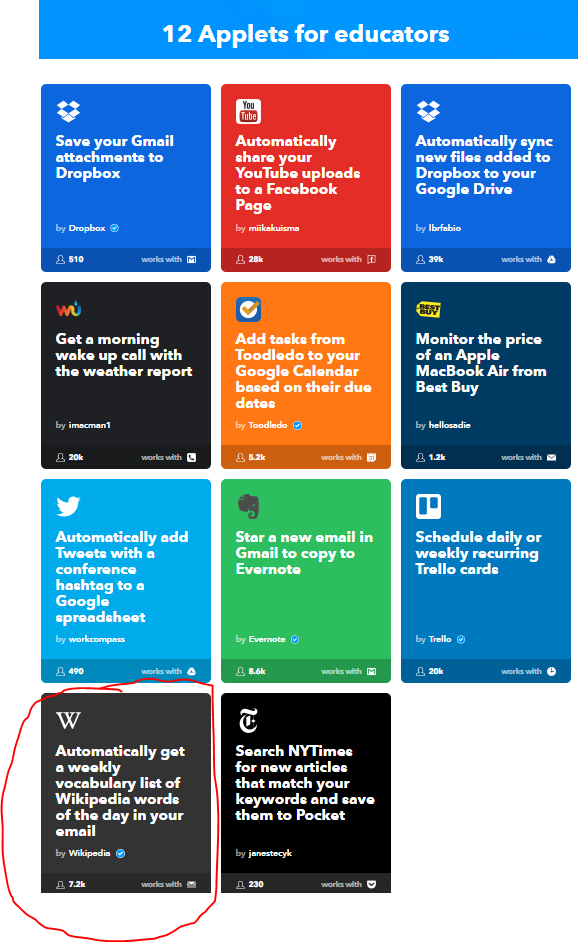 12 Applets for educators
Save your Gmail
attachments to
Dropbox
by Dropbox
510
works with
You
Tube
Automatically
share your
YouTube uploads
to a Facebook
Page
by miikakuisma
28k
works with
Automatically sync
new files added to
Dropbox to your
Google Drive
by lbrfabio
39k
works with
wu
Get a morning
wake up call with
the weather report
by imacman1
20k
works with
Add tasks from
Toodledo to your
Google Calendar
based on their due
dates
by Toodledo
5.2k
works with 31
BEST
BUY
Monitor the price
of an Apple
MacBook Air from
Best Buy
by hellosadie
1.2k
works with
Automatically add
Tweets with a
conference
hashtag to a
Google
spreadsheet
by workcompass
490
works with
Star a new email in
Gmail to copy to
Evernote
by Evernote
8.6k
works with
Schedule daily or
weekly recurring
Trello cards
by Trello
20k
works with
W
Automatically get
a weekly
vocabulary list of
Wikipedia words
of the day in your
email
by Wikipedia
7.2k
works with
T
Search NYTimes
for new articles
that match your
keywords and save
them to Pocket
by janestecyk
230
works with